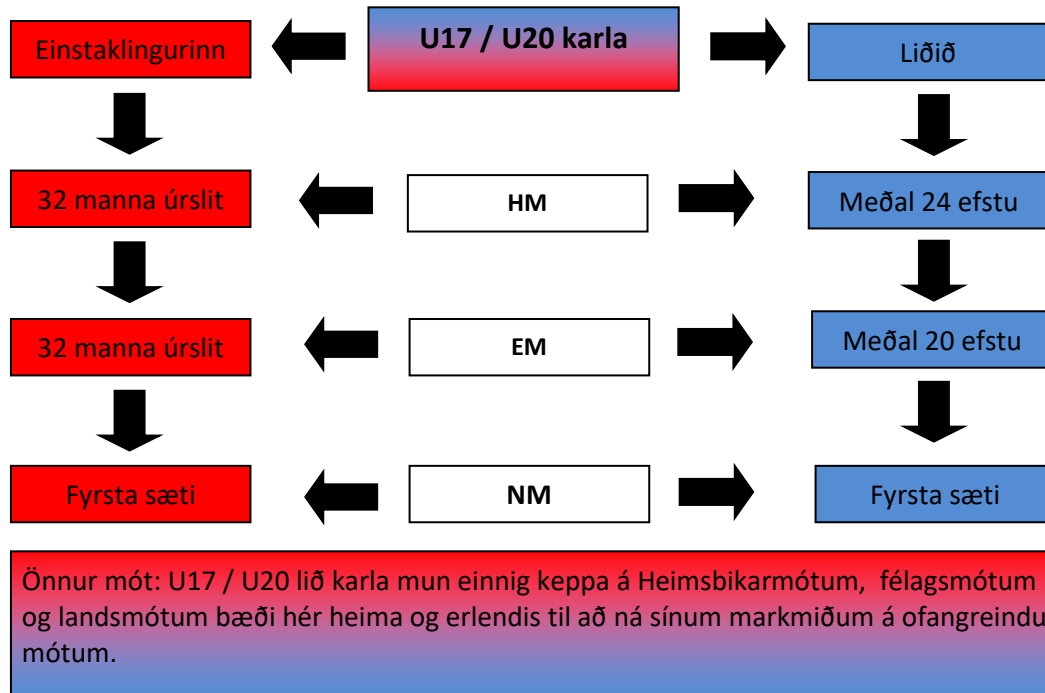 Einstaklingurinn
U17 / U20 karla
Liðið
32 manna úrslit
HM
Meðal 24 efstu
32 manna úrslit
EM
Meðal 20 efstu
Fyrsta sæti
NM
Fyrsta sæti
Önnur mót: U17 / U20 lið karla mun einnig keppa á Heimsbikarmótum, félagsmótum
og landsmótum bæði hér heima og erlendis til að ná sínum markmiðum á ofangreindu
mótum.